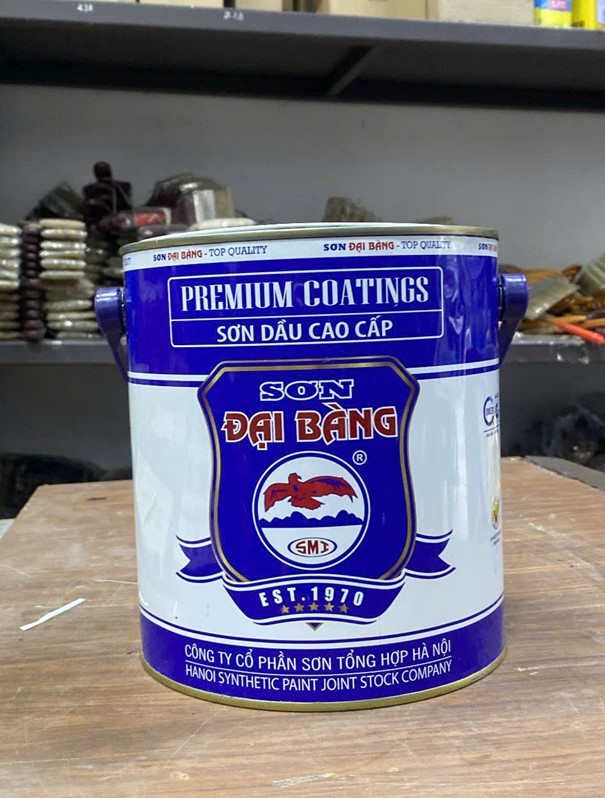 SƠN ĐẠI BÀNG - TOP QUALITY
SƠN ĐẠI BÀNG - TOP QUALITY
PREMIUM COATINGS
SƠN DẦU CAO CẤP
SƠN
ĐẠI BÀNG
®
SMI
EST.1970
CÔNG TY CỔ PHẦN SƠN TỔNG HỢP HÀ NỘI
HANOI SYNTHETIC PAINT JOINT STOCK COMPANY